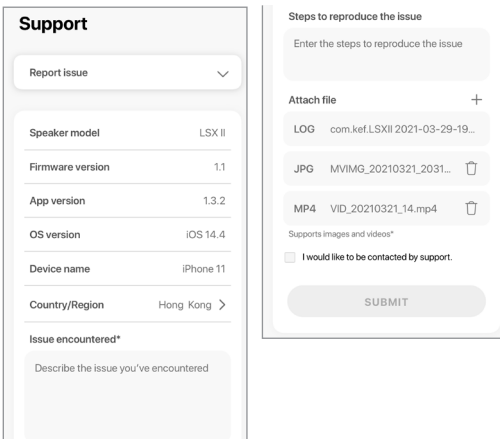 Support
Report issue
Speaker model LSX II
Firmware version 1.1
App version 1.3.2
OS version iOS 14.4
Device name iPhone 11
Country/Region Hong Kong
Issue encountered*
Describe the issue you've encountered
Steps to reproduce the issue
Enter the steps to reproduce the issue
Attach file
LOG com.kef.LSXII 2021-03-29-19...
JPG MVIMG_20210321_2031...
MP4 VID_20210321_14.mp4
Supports images and videos*
I would like to be contacted by support.
SUBMIT